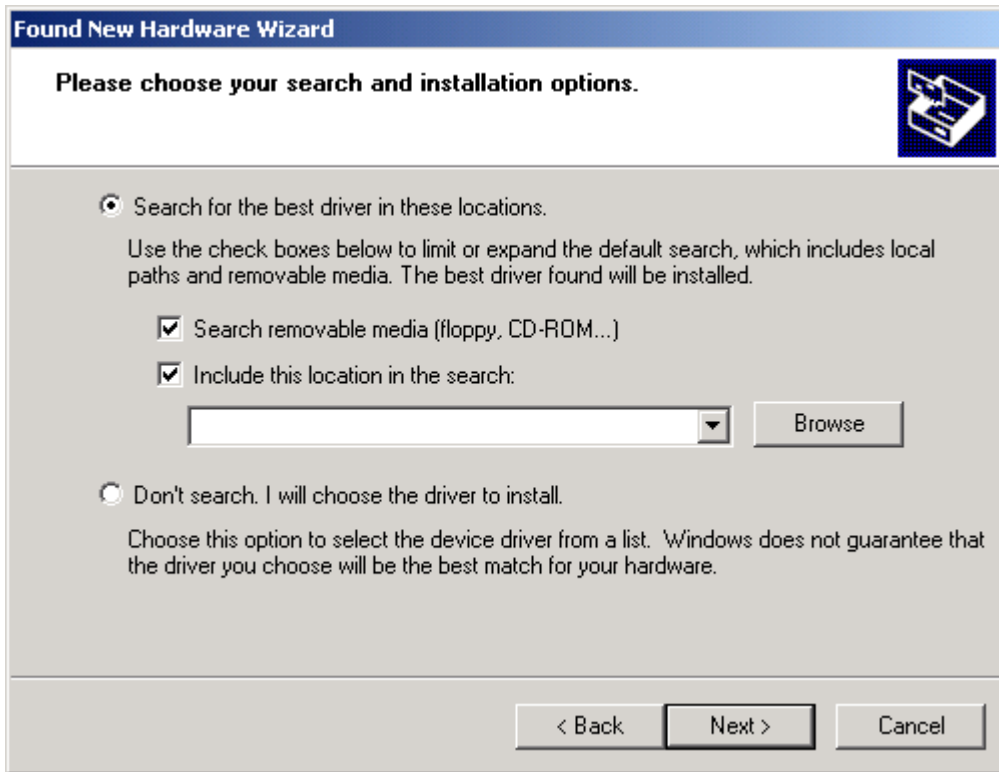 Found New Hardware Wizard
Please choose your search and installation options.
Search for the best driver in these locations.
Use the check boxes below to limit or expand the default search, which includes local
paths and removable media. The best driver found will be installed.
Search removable media (floppy, CD-ROM...)
Include this location in the search:
Browse
Don't search. I will choose the driver to install.
Choose this option to select the device driver from a list.  Windows does not guarantee that
the driver you choose will be the best match for your hardware.
< Back Next > Cancel